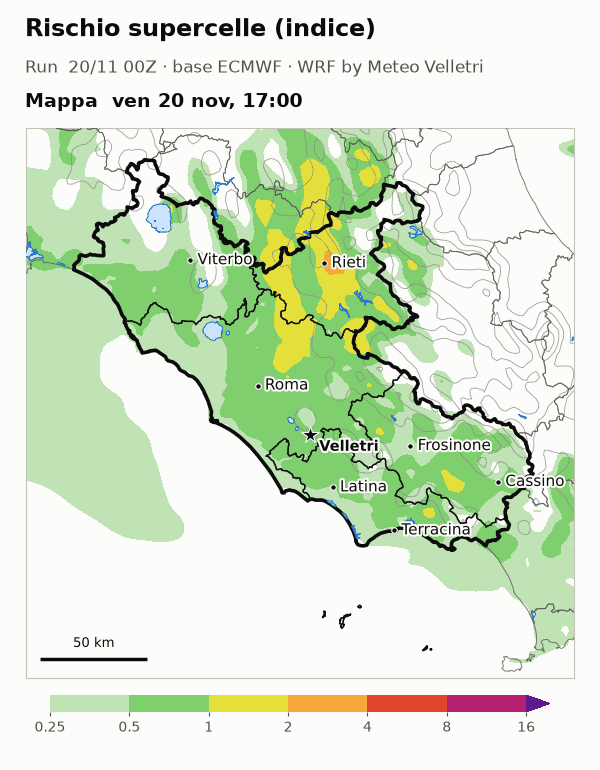 Rischio supercelle (indice)
Run  20/11 00Z · base ECMWF · WRF by Meteo Velletri
Mappa  ven 20 nov, 17:00
Viterbo
Rieti
Roma
Velletri
Frosinone
Cassino
Latina
Terracina
50 km
0.25 0.5 1 2 4 8 16